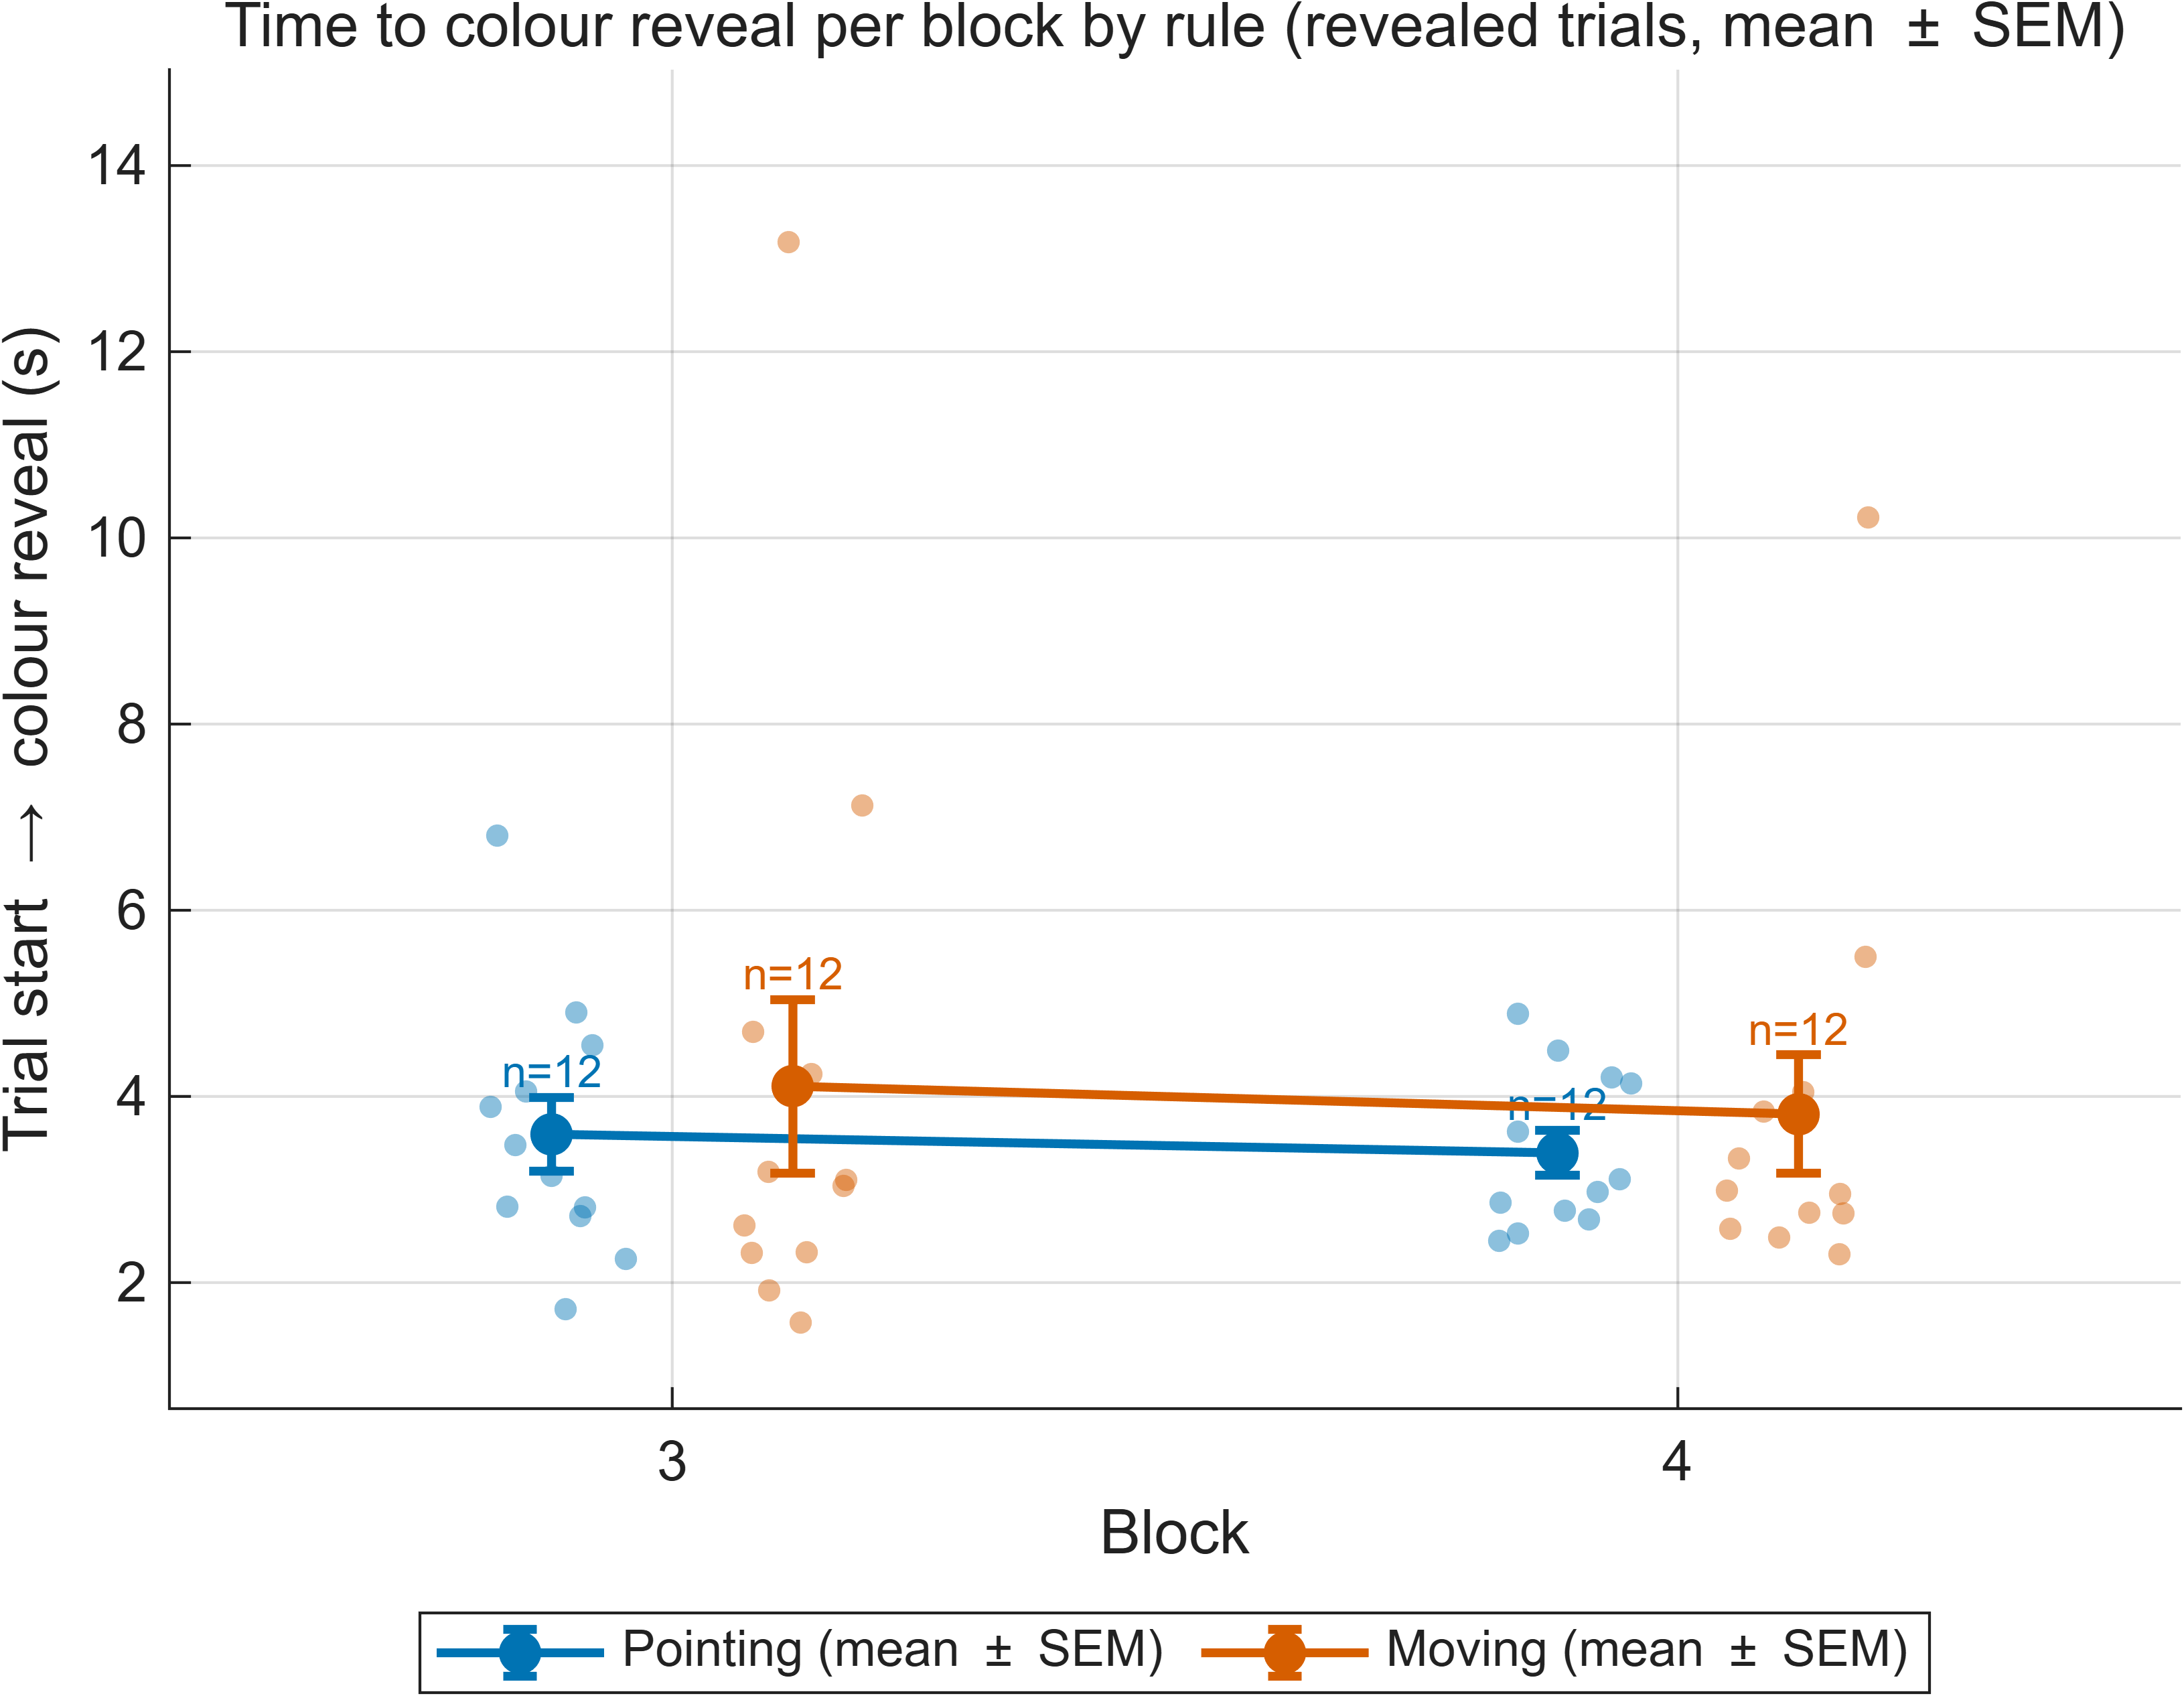 Time to colour reveal per block by rule (revealed trials, mean ± SEM)
Trial start → colour reveal (s)
14
12
10
8
6
4
2
n=12
n=12
n=12
n=12
3
4
Block
Pointing (mean ± SEM)
Moving (mean ± SEM)